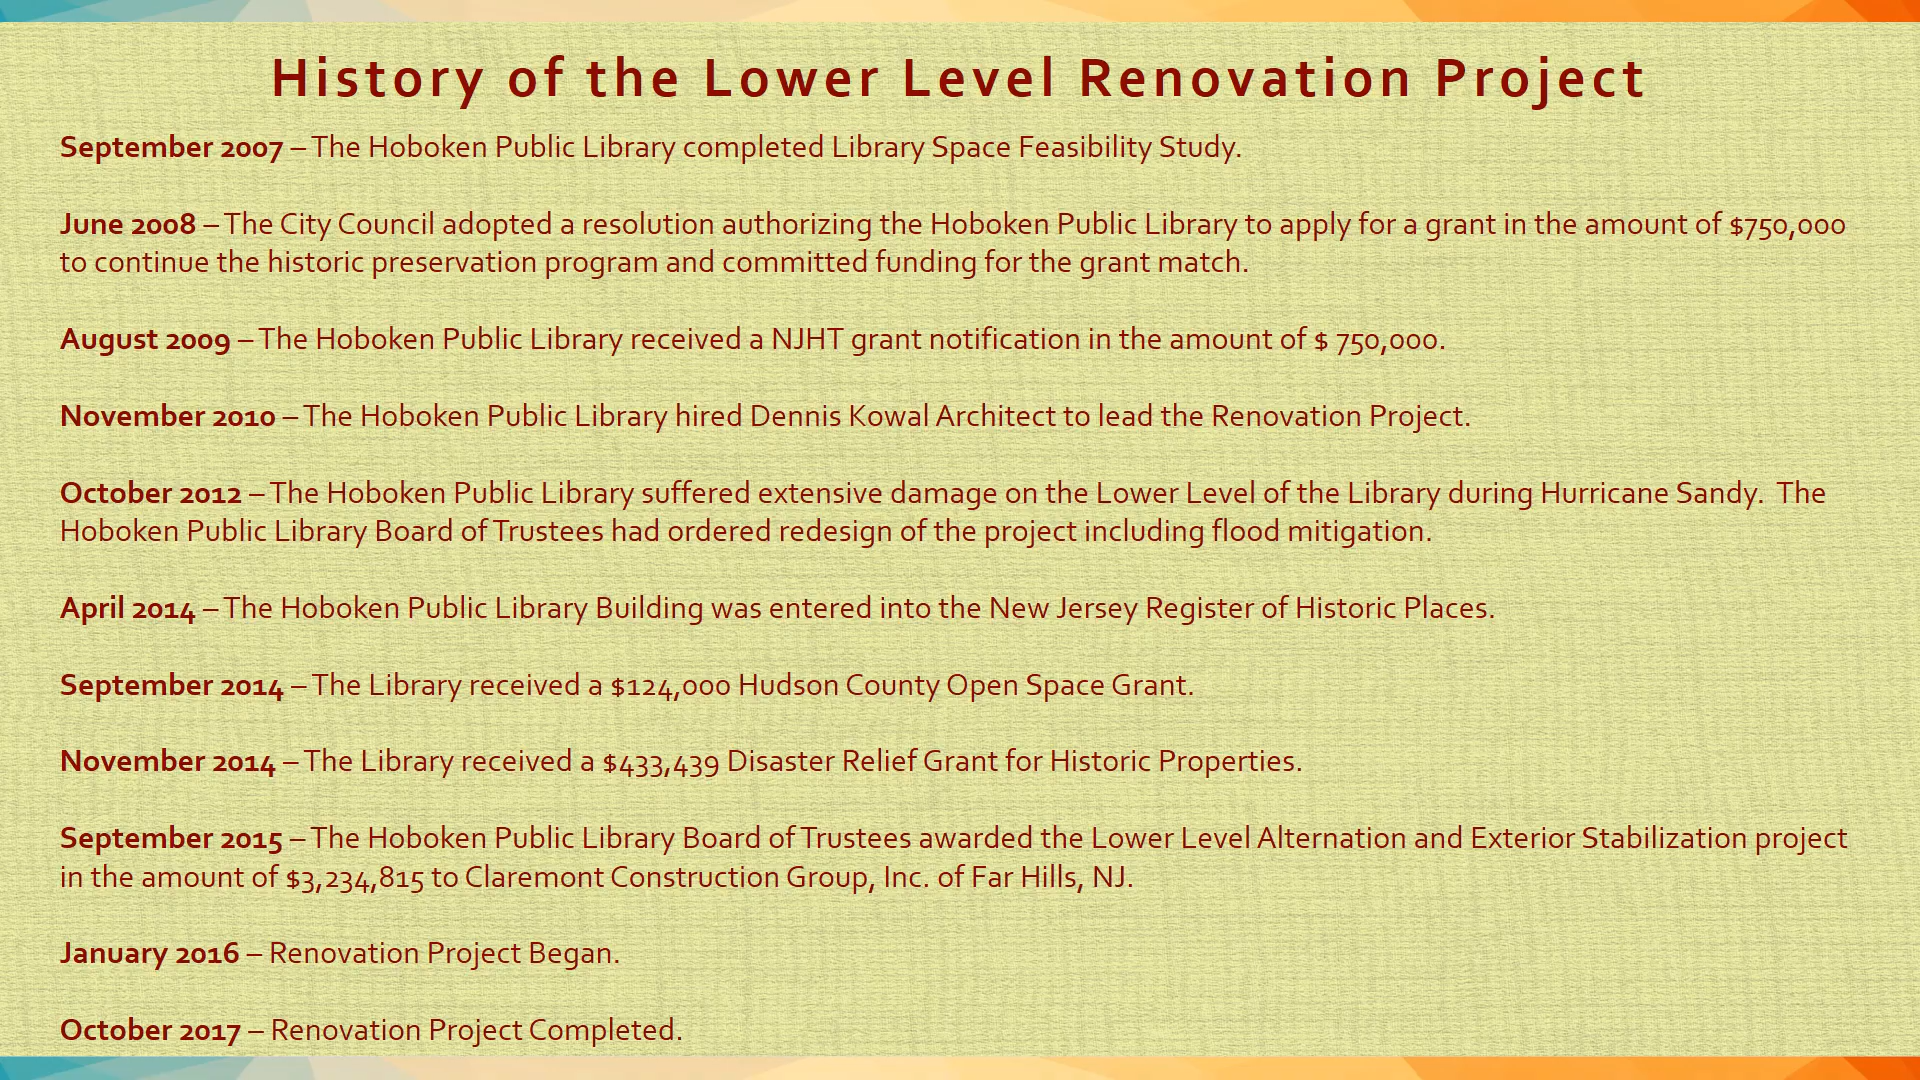 History of the Lower Level Renovation Project
September 2007 – The Hoboken Public Library completed Library Space Feasibility Study.
June 2008 – The City Council adopted a resolution authorizing the Hoboken Public Library to apply for a grant in the amount of $750,000
to continue the historic preservation program and committed funding for the grant match.
August 2009 – The Hoboken Public Library received a NJHT grant notification in the amount of $ 750,000.
November 2010 – The Hoboken Public Library hired Dennis Kowal Architect to lead the Renovation Project.
October 2012 – The Hoboken Public Library suffered extensive damage on the Lower Level of the Library during Hurricane Sandy.  The
Hoboken Public Library Board of Trustees had ordered redesign of the project including flood mitigation.
April 2014 – The Hoboken Public Library Building was entered into the New Jersey Register of Historic Places.
September 2014 – The Library received a $124,000 Hudson County Open Space Grant.
November 2014 – The Library received a $433,439 Disaster Relief Grant for Historic Properties.
September 2015 – The Hoboken Public Library Board of Trustees awarded the Lower Level Alternation and Exterior Stabilization project
in the amount of $3,234,815 to Claremont Construction Group, Inc. of Far Hills, NJ.
January 2016 – Renovation Project Began.
October 2017 – Renovation Project Completed.